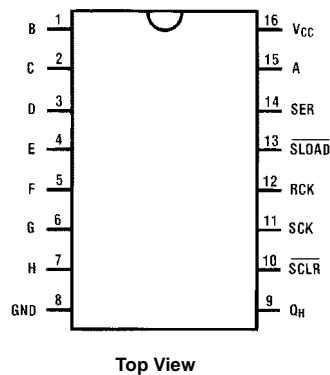 B 1 16 VCC
C 2 15 A
D 3 14 SER
E 4 13 SLOAD
F 5 12 RCK
G 6 11 SCK
H 7 10 SCLR
GND 8 9 QH
Top View